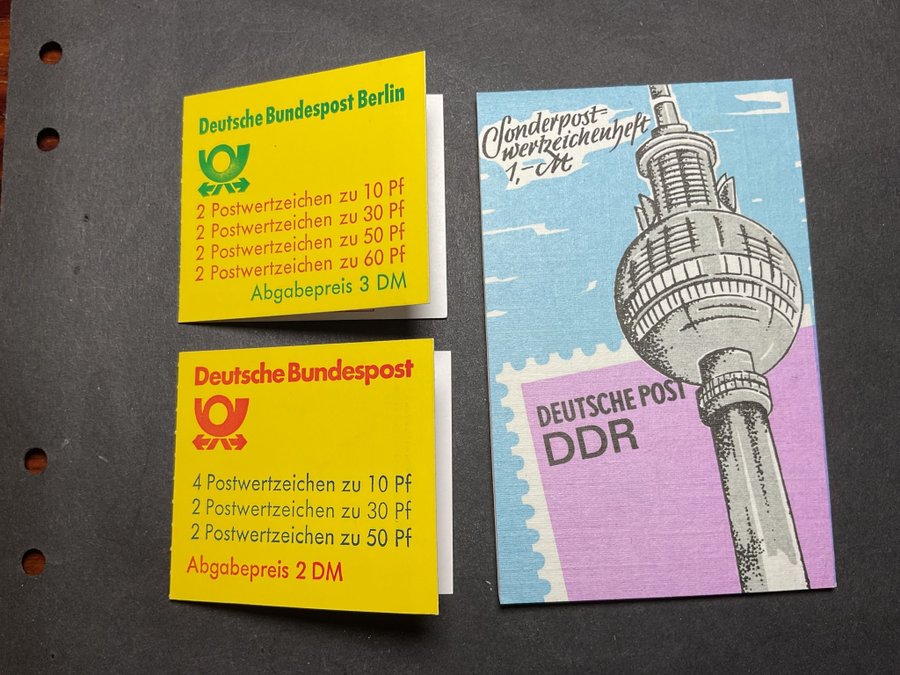 Deutsche Bundespost Berlin
2 Postwertzeichen zu 10 Pf
2 Postwertzeichen zu 30 Pf
2 Postwertzeichen zu 50 Pf
2 Postwertzeichen zu 60 Pf
Abgabepreis 3 DM
Deutsche Bundespost
4 Postwertzeichen zu 10 Pf
2 Postwertzeichen zu 30 Pf
2 Postwertzeichen zu 50 Pf
Abgabepreis 2 DM
Sonderpost-
wertzeichenheft
1,– M
DEUTSCHE POST
DDR